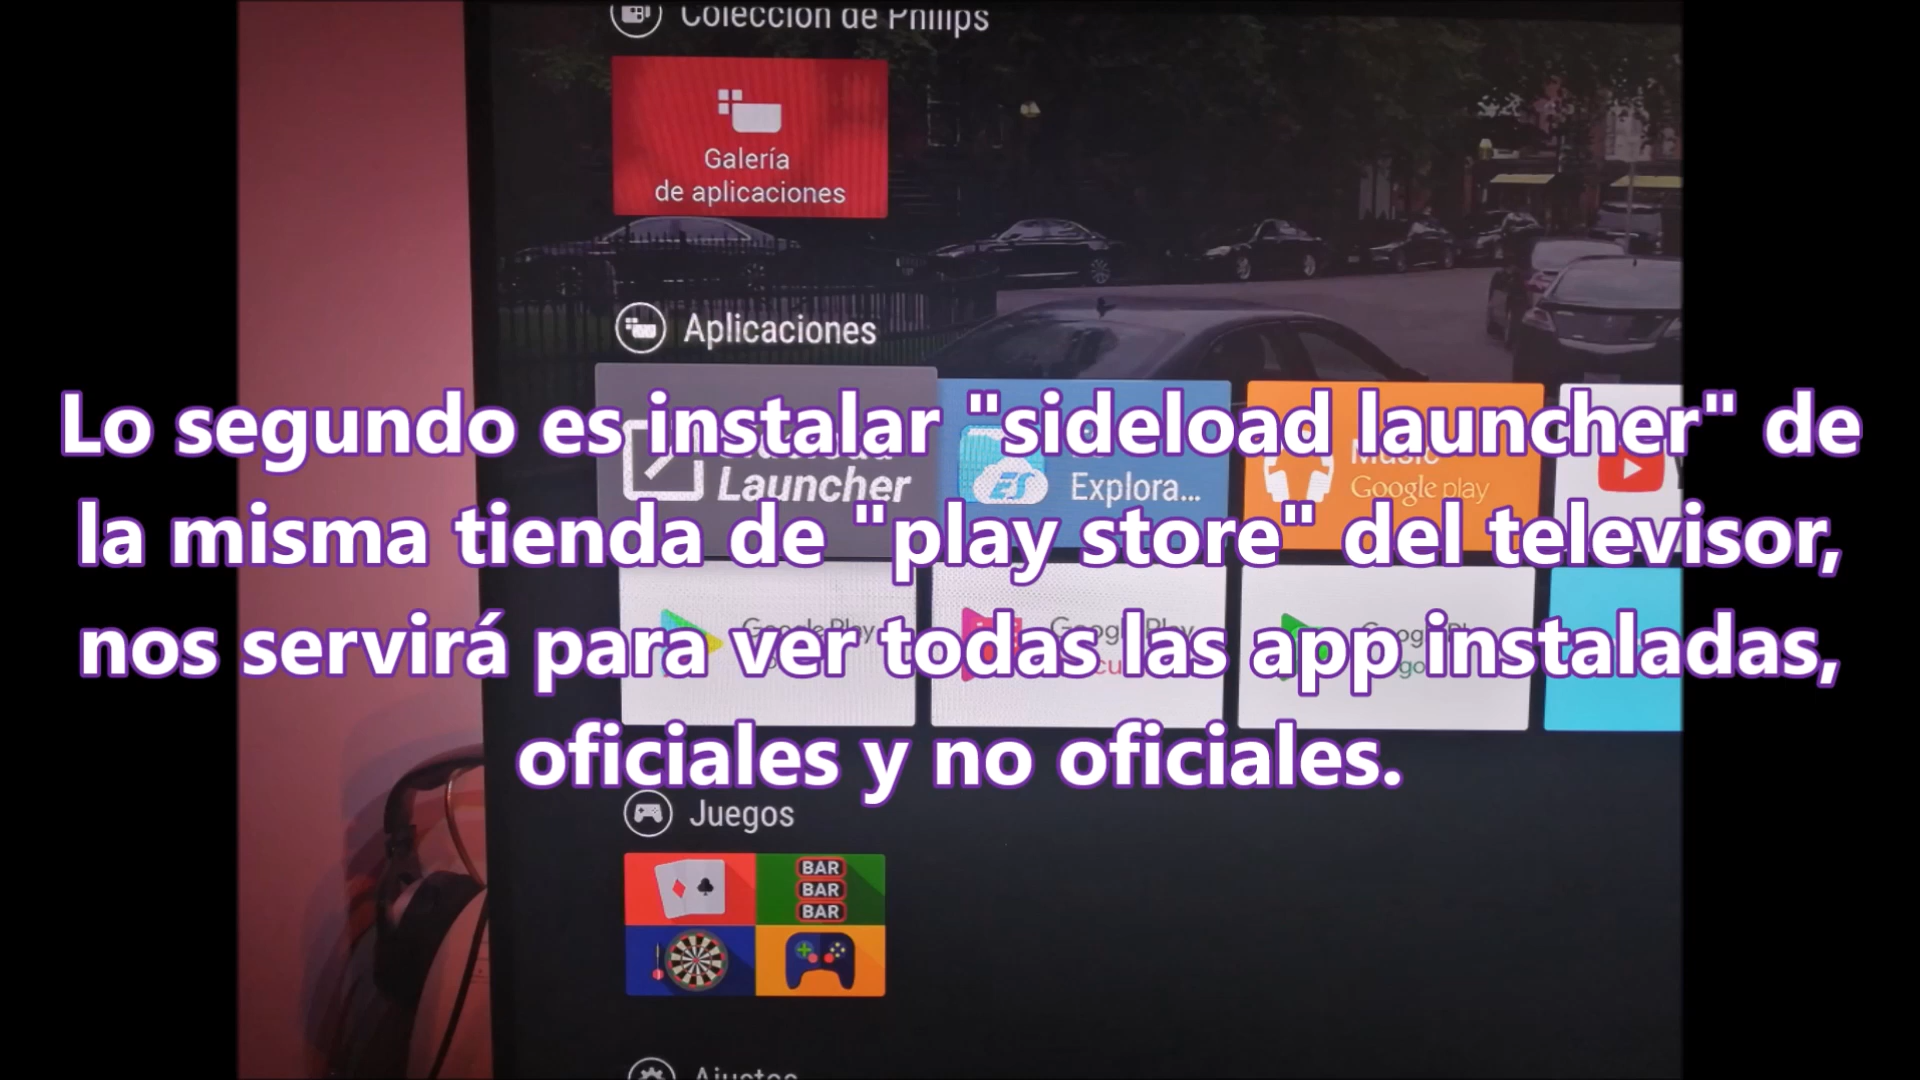 Colección de Philips
Galería
de aplicaciones
Aplicaciones
Lo segundo es instalar "sideload launcher" de
Launcher
ES
Explora...
Google play
la misma tienda de "play store" del televisor,
nos servirá para ver todas las app instaladas,
oficiales y no oficiales.
Juegos
BAR
BAR
BAR
Ajustes